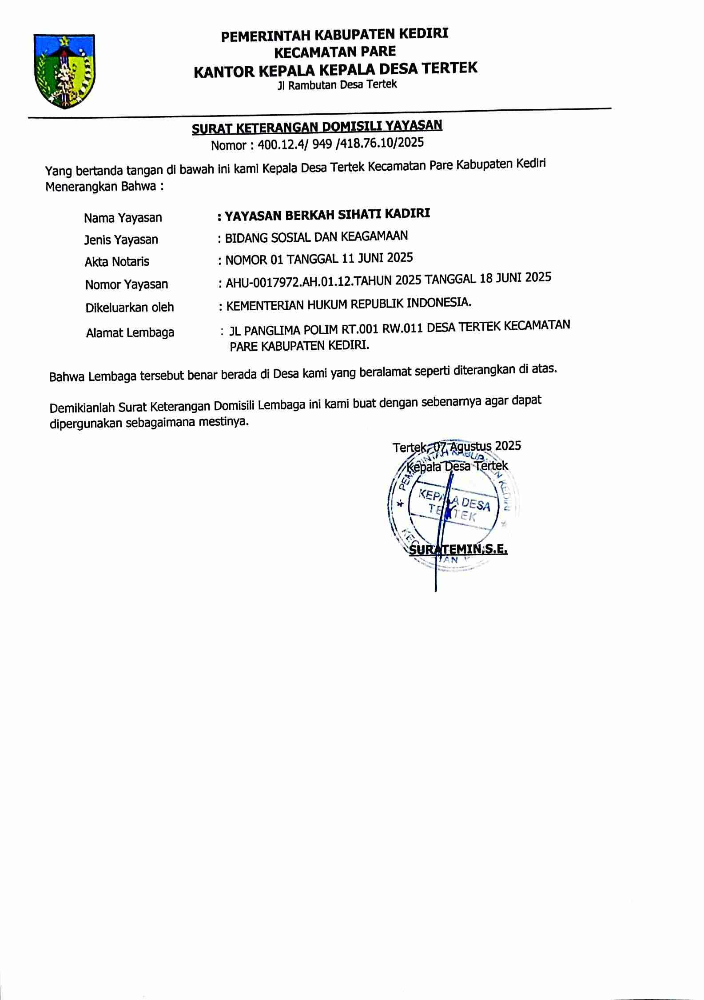 PEMERINTAH KABUPATEN KEDIRI
KECAMATAN PARE
KANTOR KEPALA KEPALA DESA TERTEK
Jl Rambutan Desa Tertek
SURAT KETERANGAN DOMISILI YAYASAN
Nomor : 400.12.4/ 949 /418.76.10/2025
Yang bertanda tangan di bawah ini kami Kepala Desa Tertek Kecamatan Pare Kabupaten Kediri
Menerangkan Bahwa :
Nama Yayasan : YAYASAN BERKAH SIHATI KADIRI
Jenis Yayasan : BIDANG SOSIAL DAN KEAGAMAAN
Akta Notaris : NOMOR 01 TANGGAL 11 JUNI 2025
Nomor Yayasan : AHU-0017972.AH.01.12.TAHUN 2025 TANGGAL 18 JUNI 2025
Dikeluarkan oleh : KEMENTERIAN HUKUM REPUBLIK INDONESIA.
Alamat Lembaga : JL PANGLIMA POLIM RT.001 RW.011 DESA TERTEK KECAMATAN
PARE KABUPATEN KEDIRI.
Bahwa Lembaga tersebut benar berada di Desa kami yang beralamat seperti diterangkan di atas.
Demikianlah Surat Keterangan Domisili Lembaga ini kami buat dengan sebenarnya agar dapat
dipergunakan sebagaimana mestinya.
Tertek, 07 Agustus 2025
Kepala Desa Tertek
PEMERINTAH KABUPATEN KEDIRI
KEPALA DESA
TERTEK
SURATEMIN,S.E.